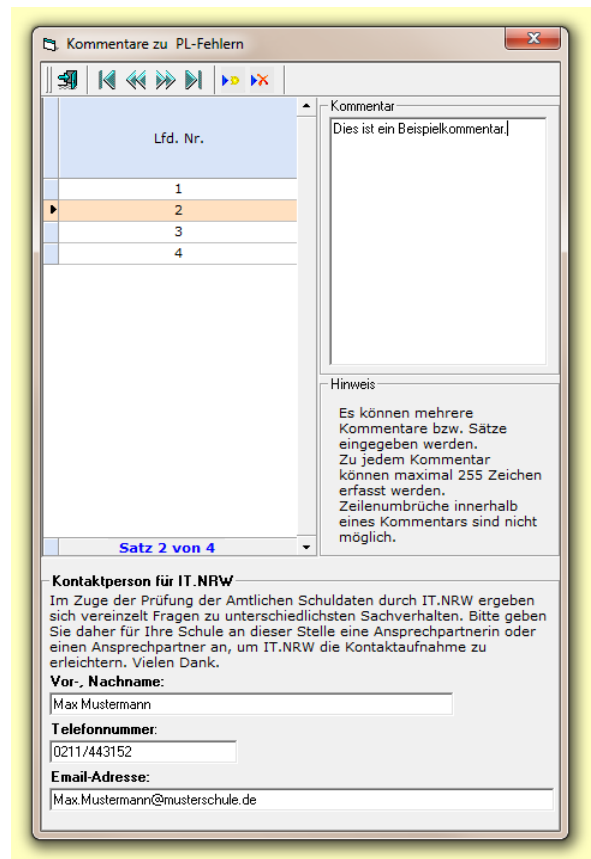 Kommentare zu PL-Fehlern
Lfd. Nr.
1
2
3
4
Satz 2 von 4
Kommentar
Dies ist ein Beispielkommentar.
Hinweis
Es können mehrere
Kommentare bzw. Sätze
eingegeben werden.
Zu jedem Kommentar
können maximal 255 Zeichen
erfasst werden.
Zeilenumbrüche innerhalb
eines Kommentars sind nicht
möglich.
Kontaktperson für IT.NRW
Im Zuge der Prüfung der Amtlichen Schuldaten durch IT.NRW ergeben
sich vereinzelt Fragen zu unterschiedlichsten Sachverhalten. Bitte geben
Sie daher für Ihre Schule an dieser Stelle eine Ansprechpartnerin oder
einen Ansprechpartner an, um IT.NRW die Kontaktaufnahme zu
erleichtern. Vielen Dank.
Vor-, Nachname:
Max Mustermann
Telefonnummer:
0211/443152
Email-Adresse:
Max.Mustermann@musterschule.de